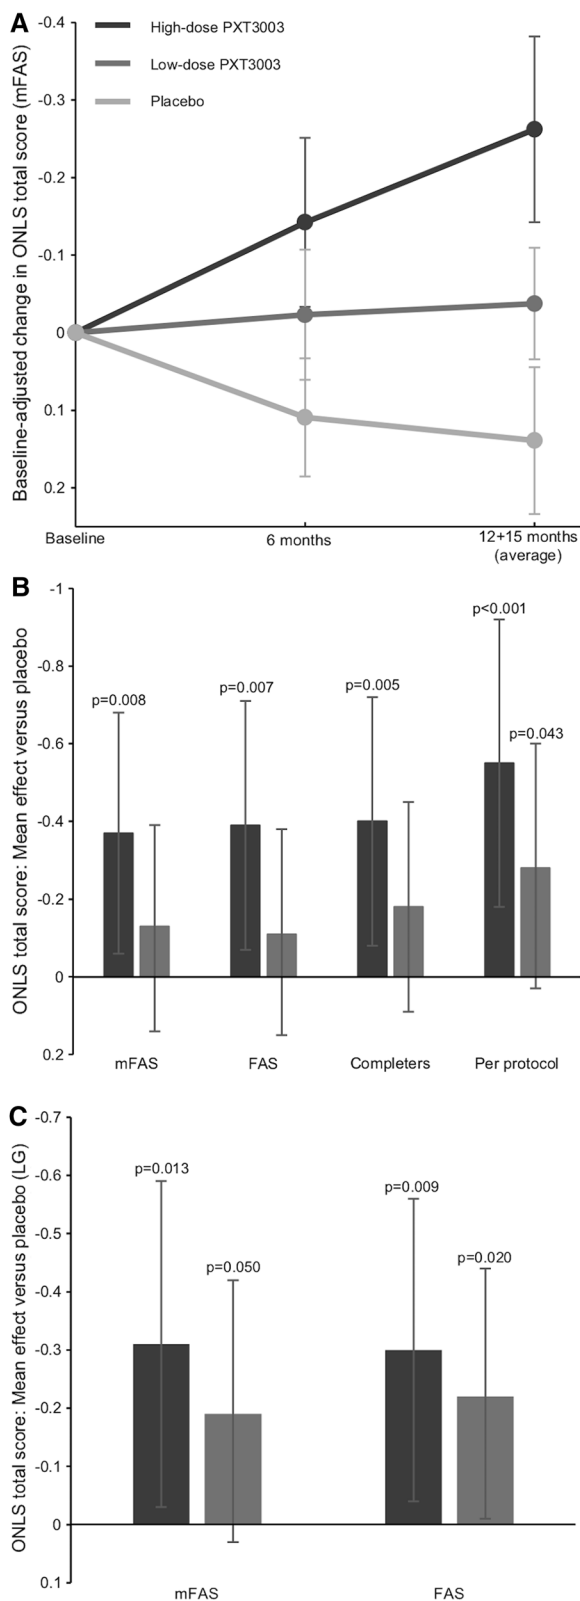 A
Baseline-adjusted change in ONLS total score (mFAS)
-0.4
-0.3
-0.2
-0.1
0
0.1
0.2
High-dose PXT3003
Low-dose PXT3003
Placebo
Baseline
6 months
12+15 months
(average)
B
ONLS total score: Mean effect versus placebo
-1
-0.8
-0.6
-0.4
-0.2
0
0.2
p=0.008
p=0.007
p=0.005
p<0.001
p=0.043
mFAS
FAS
Completers
Per protocol
C
ONLS total score: Mean effect versus placebo (LG)
-0.7
-0.6
-0.5
-0.4
-0.3
-0.2
-0.1
0
0.1
p=0.013
p=0.050
p=0.009
p=0.020
mFAS
FAS